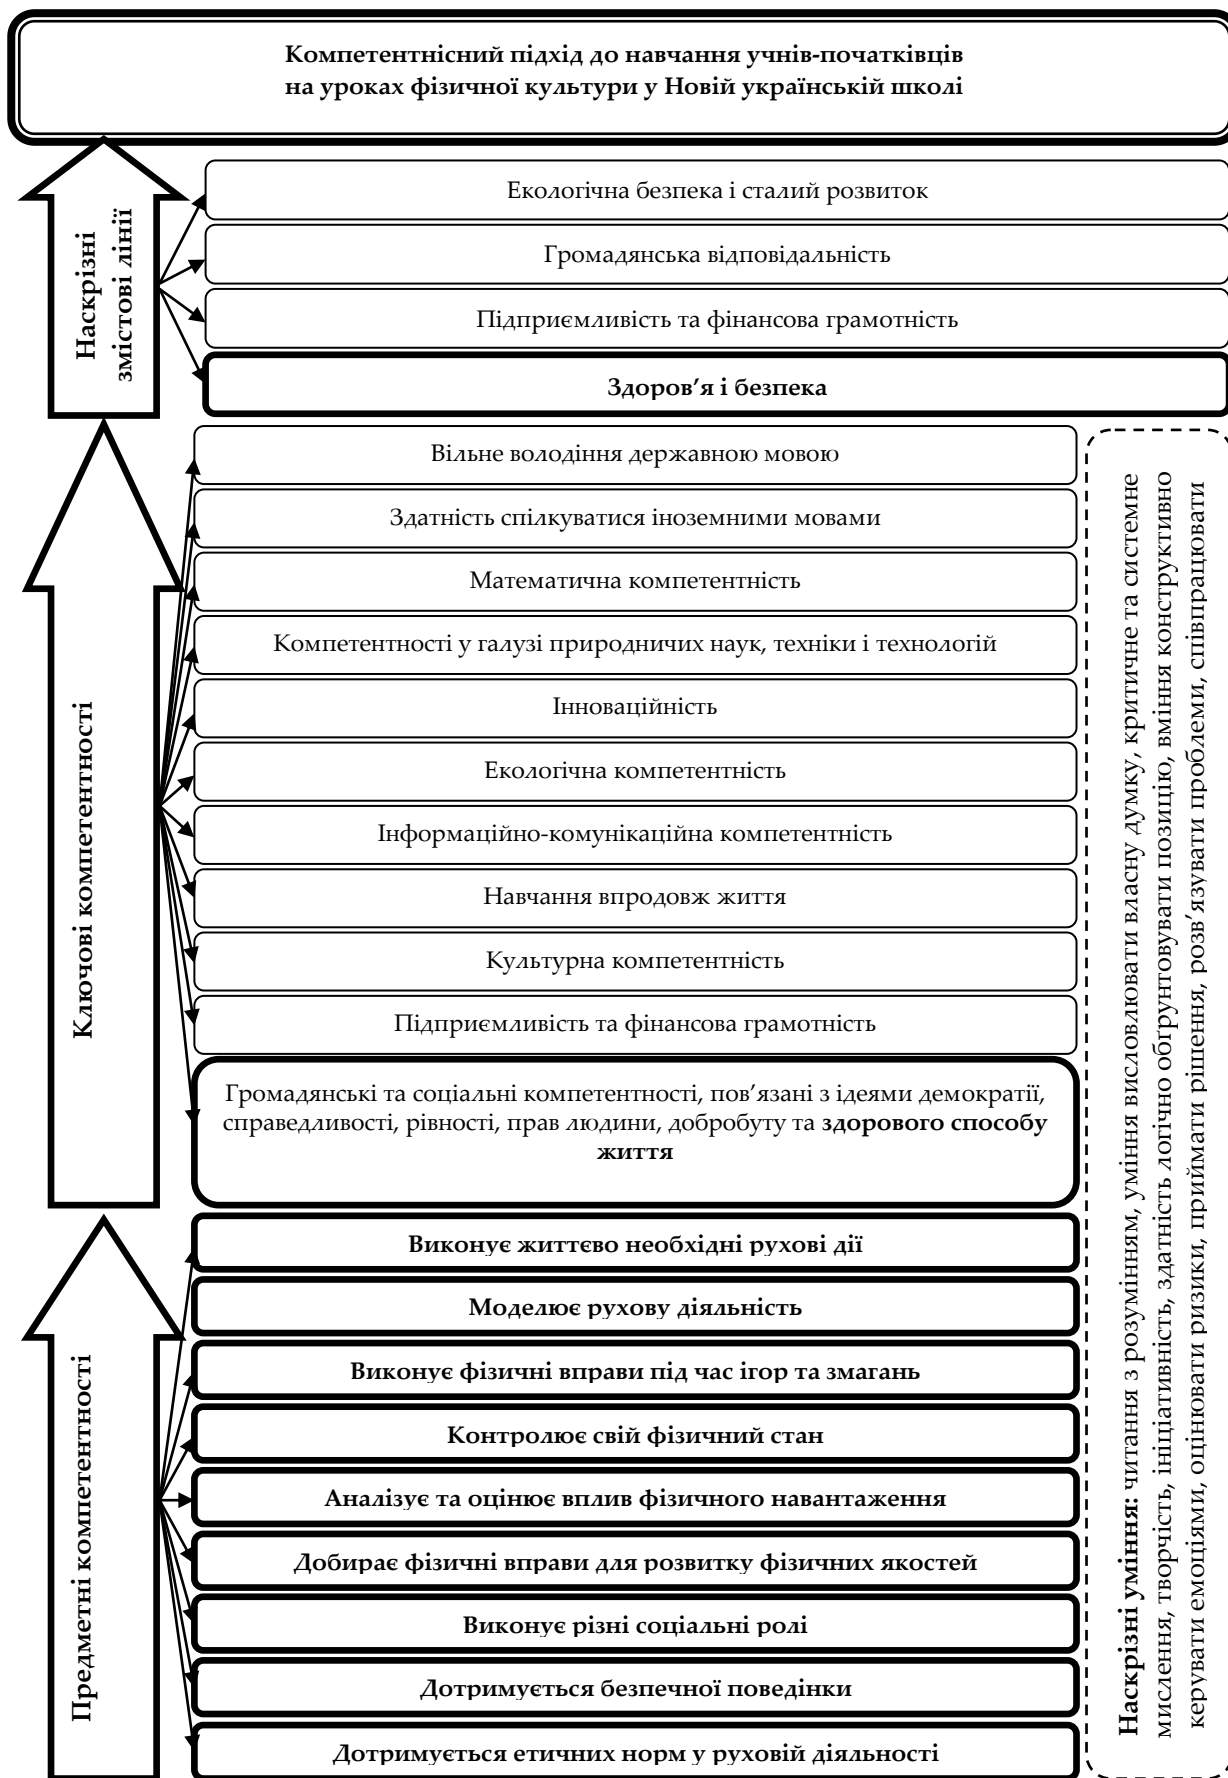 Компетентнісний підхід до навчання учнів-початківців
на уроках фізичної культури у Новій українській школі
Наскрізні
змістові лінії
Екологічна безпека і сталий розвиток
Громадянська відповідальність
Підприємливість та фінансова грамотність
Здоров’я і безпека
Ключові компетентності
Вільне володіння державною мовою
Здатність спілкуватися іноземними мовами
Математична компетентність
Компетентності у галузі природничих наук, техніки і технологій
Інноваційність
Екологічна компетентність
Інформаційно-комунікаційна компетентність
Навчання впродовж життя
Культурна компетентність
Підприємливість та фінансова грамотність
Громадянські та соціальні компетентності, пов’язані з ідеями демократії,
справедливості, рівності, прав людини, добробуту та здорового способу
життя
Предметні компетентності
Виконує життєво необхідні рухові дії
Моделює рухову діяльність
Виконує фізичні вправи під час ігор та змагань
Контролює свій фізичний стан
Аналізує та оцінює вплив фізичного навантаження
Добирає фізичні вправи для розвитку фізичних якостей
Виконує різні соціальні ролі
Дотримується безпечної поведінки
Дотримується етичних норм у руховій діяльності
Наскрізні уміння: читання з розумінням, уміння висловлювати власну думку, критичне та системне
мислення, творчість, ініціативність, здатність логічно обґрунтовувати позицію, вміння конструктивно
керувати емоціями, оцінювати ризики, приймати рішення, розв’язувати проблеми, співпрацювати